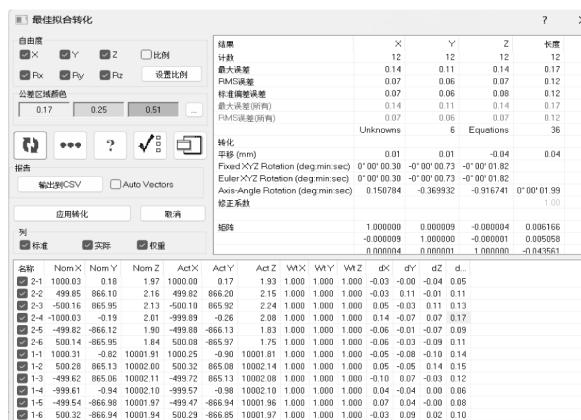 最佳拟合转化 ?
自由度
X Y Z 比例
Rx Ry Rz 设置比例
公差区域颜色
0.17 0.25 0.51 ...
?
报告
输出到CSV Auto Vectors
应用转化 取消
列
标准 实际 权重
结果 X Y Z 长度
计数 12 12 12 12
最大误差 0.14 0.11 0.14 0.17
RMS误差 0.07 0.06 0.07 0.12
标准偏差误差 0.07 0.06 0.08 0.12
最大误差(所有) 0.14 0.11 0.14 0.17
RMS误差(所有) 0.07 0.06 0.07 0.12
Unknowns 6 Equations 36
转化
平移 (mm) 0.01 0.01 -0.04 0.04
Fixed XYZ Rotation (deg:min:sec) 0°00'00.30 -0°00'00.73 -0°00'01.82
Euler XYZ Rotation (deg:min:sec) 0°00'00.30 -0°00'00.73 -0°00'01.82
Axis-Angle Rotation (deg:min:sec) 0.150784 -0.369932 -0.916741 0°00'01.99
修正系数 1.00
矩阵 1.000000 0.000009 -0.000004 0.006166
-0.000009 1.000000 -0.000001 0.005058
0.000004 0.000001 1.000000 -0.043561
名称 Nom X Nom Y Nom Z Act X Act Y Act Z Wt X Wt Y Wt Z dX dY dZ d...
2-1 1000.03 0.18 1.97 1000.00 0.17 1.93 1.000 1.000 1.000 -0.03 -0.00 -0.04 0.05
2-2 499.85 866.10 2.16 499.82 866.20 2.15 1.000 1.000 1.000 -0.03 0.11 -0.01 0.11
2-3 -500.16 865.95 2.13 -500.10 865.92 2.24 1.000 1.000 1.000 0.05 -0.03 0.11 0.13
2-4 -1000.03 -0.19 2.01 -999.89 -0.26 2.08 1.000 1.000 1.000 0.14 -0.07 0.07 0.17
2-5 -499.82 -866.12 1.90 -499.88 -866.13 1.83 1.000 1.000 1.000 -0.06 -0.01 -0.07 0.09
2-6 500.14 -865.95 1.84 500.08 -865.97 1.75 1.000 1.000 1.000 -0.06 -0.03 -0.09 0.11
1-1 1000.31 -0.82 10001.91 1000.25 -0.90 10001.81 1.000 1.000 1.000 -0.05 -0.08 -0.10 0.14
1-2 500.28 865.13 10002.00 500.32 865.08 10002.14 1.000 1.000 1.000 0.05 -0.05 0.14 0.15
1-3 -499.62 865.06 10002.11 -499.72 865.13 10002.08 1.000 1.000 1.000 -0.10 0.07 -0.03 0.12
1-4 -999.61 -0.94 10002.10 -999.57 -0.98 10002.10 1.000 1.000 1.000 0.04 -0.04 0.00 0.06
1-5 -499.54 -866.98 10001.97 -499.47 -866.94 10001.96 1.000 1.000 1.000 0.07 0.04 -0.00 0.08
1-6 500.32 -866.94 10001.94 500.29 -866.85 10001.97 1.000 1.000 1.000 -0.03 0.09 0.02 0.10